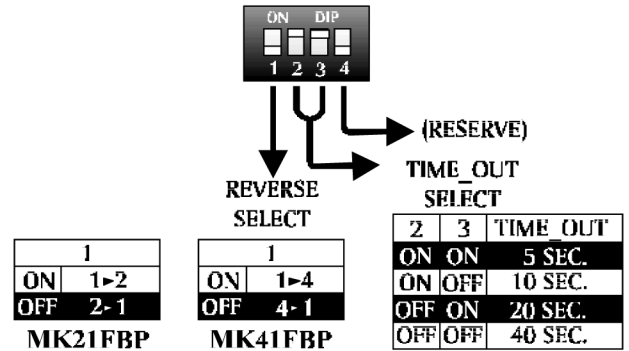 ON DIP
1 2 3 4
(RESERVE)
TIME_OUT
SELECT
REVERSE
SELECT
1
ON 1►2
OFF 2-1
MK21FBP
1
ON 1►4
OFF 4-1
MK41FBP
2 3 TIME_OUT
ON ON 5 SEC.
ON OFF 10 SEC.
OFF ON 20 SEC.
OFF OFF 40 SEC.